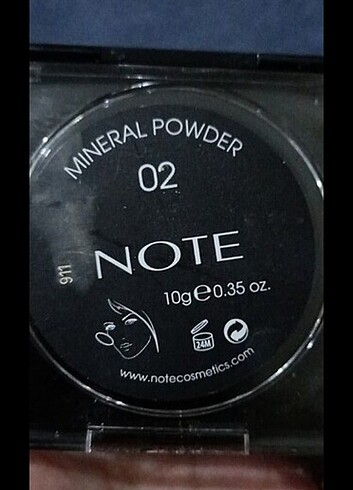 MINERAL POWDER
02
NOTE
911
10g℮0.35 oz.
24M
www.notecosmetics.com